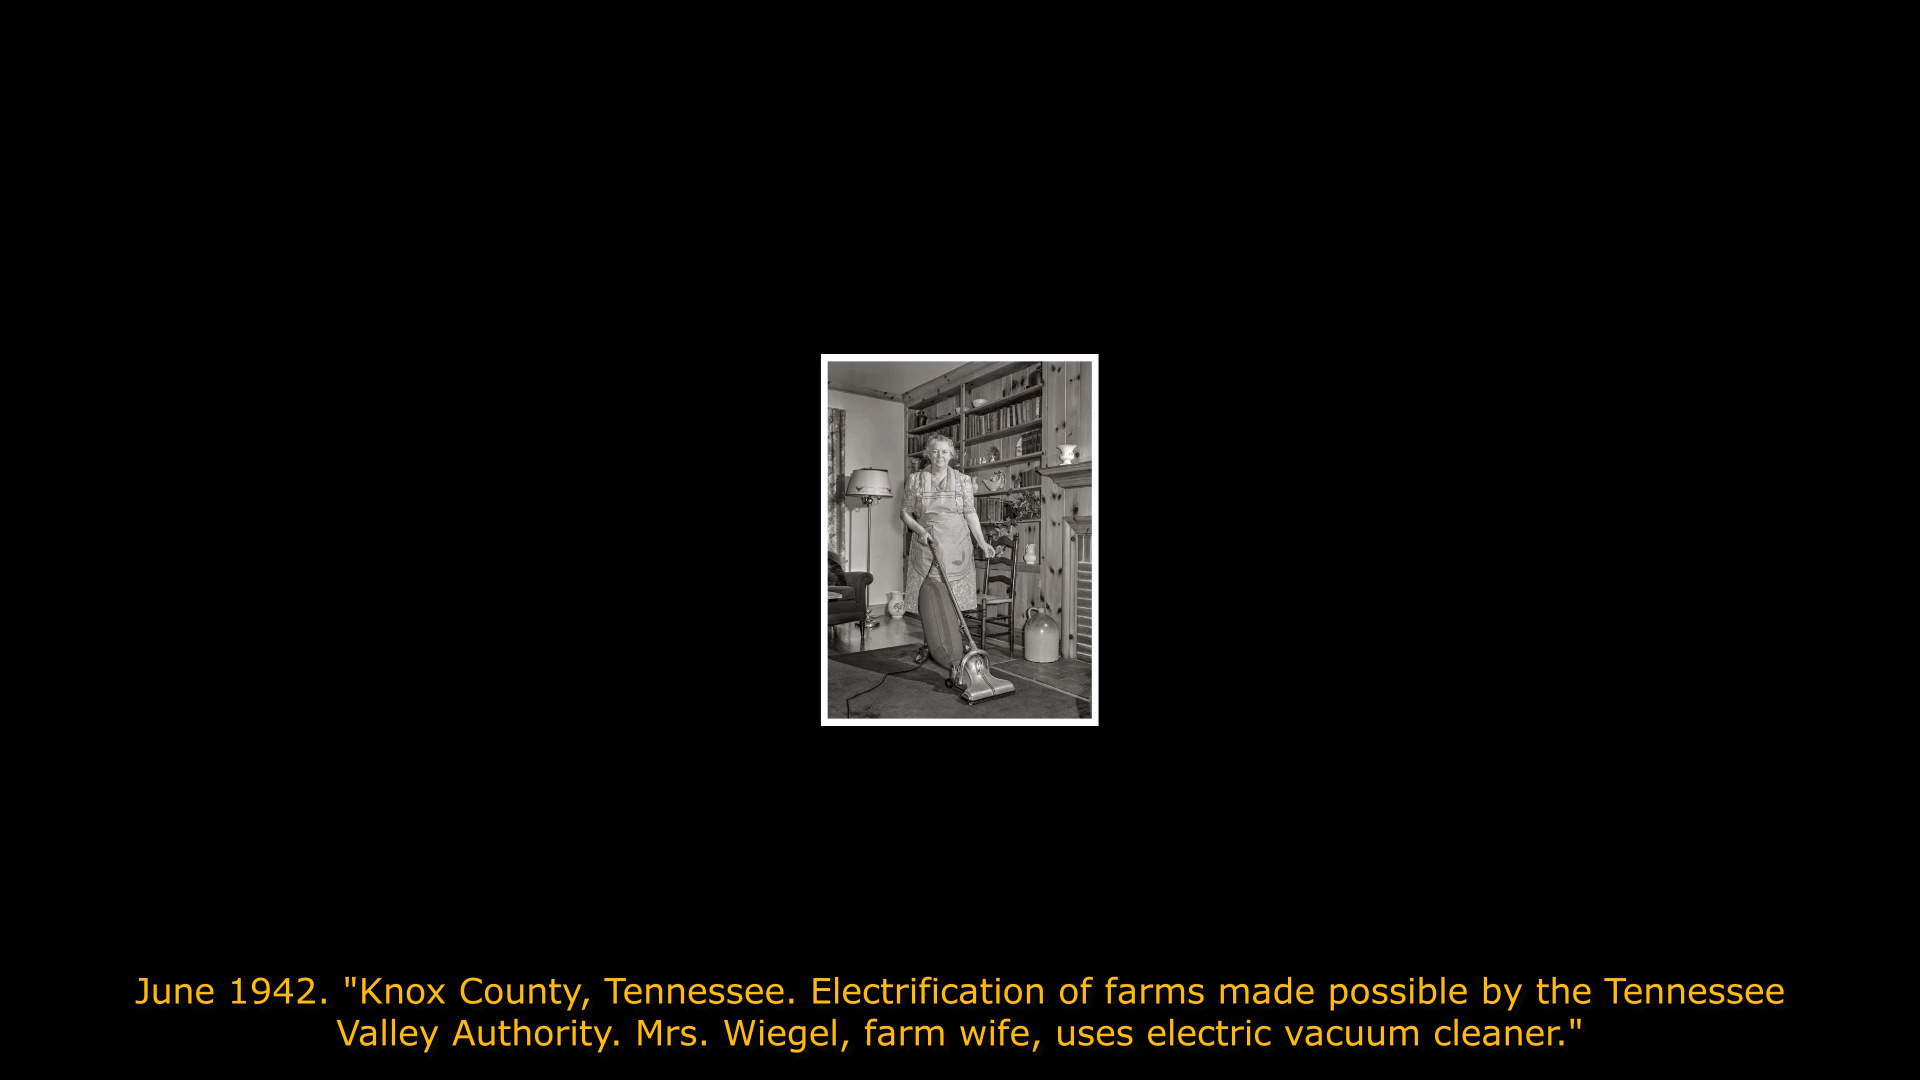 June 1942. "Knox County, Tennessee. Electrification of farms made possible by the Tennessee
Valley Authority. Mrs. Wiegel, farm wife, uses electric vacuum cleaner."